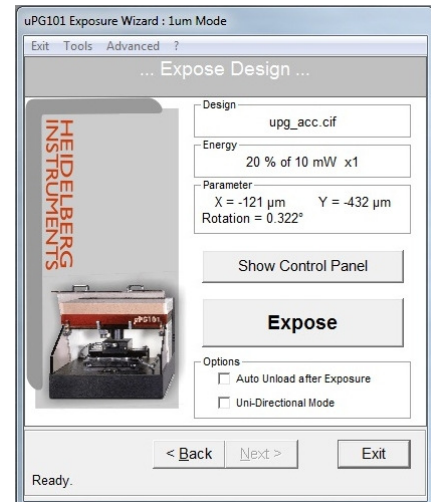 uPG101 Exposure Wizard : 1um Mode
Exit Tools Advanced ?
... Expose Design ...
HEIDELBERG
INSTRUMENTS
µPG101
Design
upg_acc.cif
Energy
20 % of 10 mW x1
Parameter
X = -121 µm Y = -432 µm
Rotation = 0.322°
Show Control Panel
Expose
Options
Auto Unload after Exposure
Uni-Directional Mode
< Back Next > Exit
Ready.